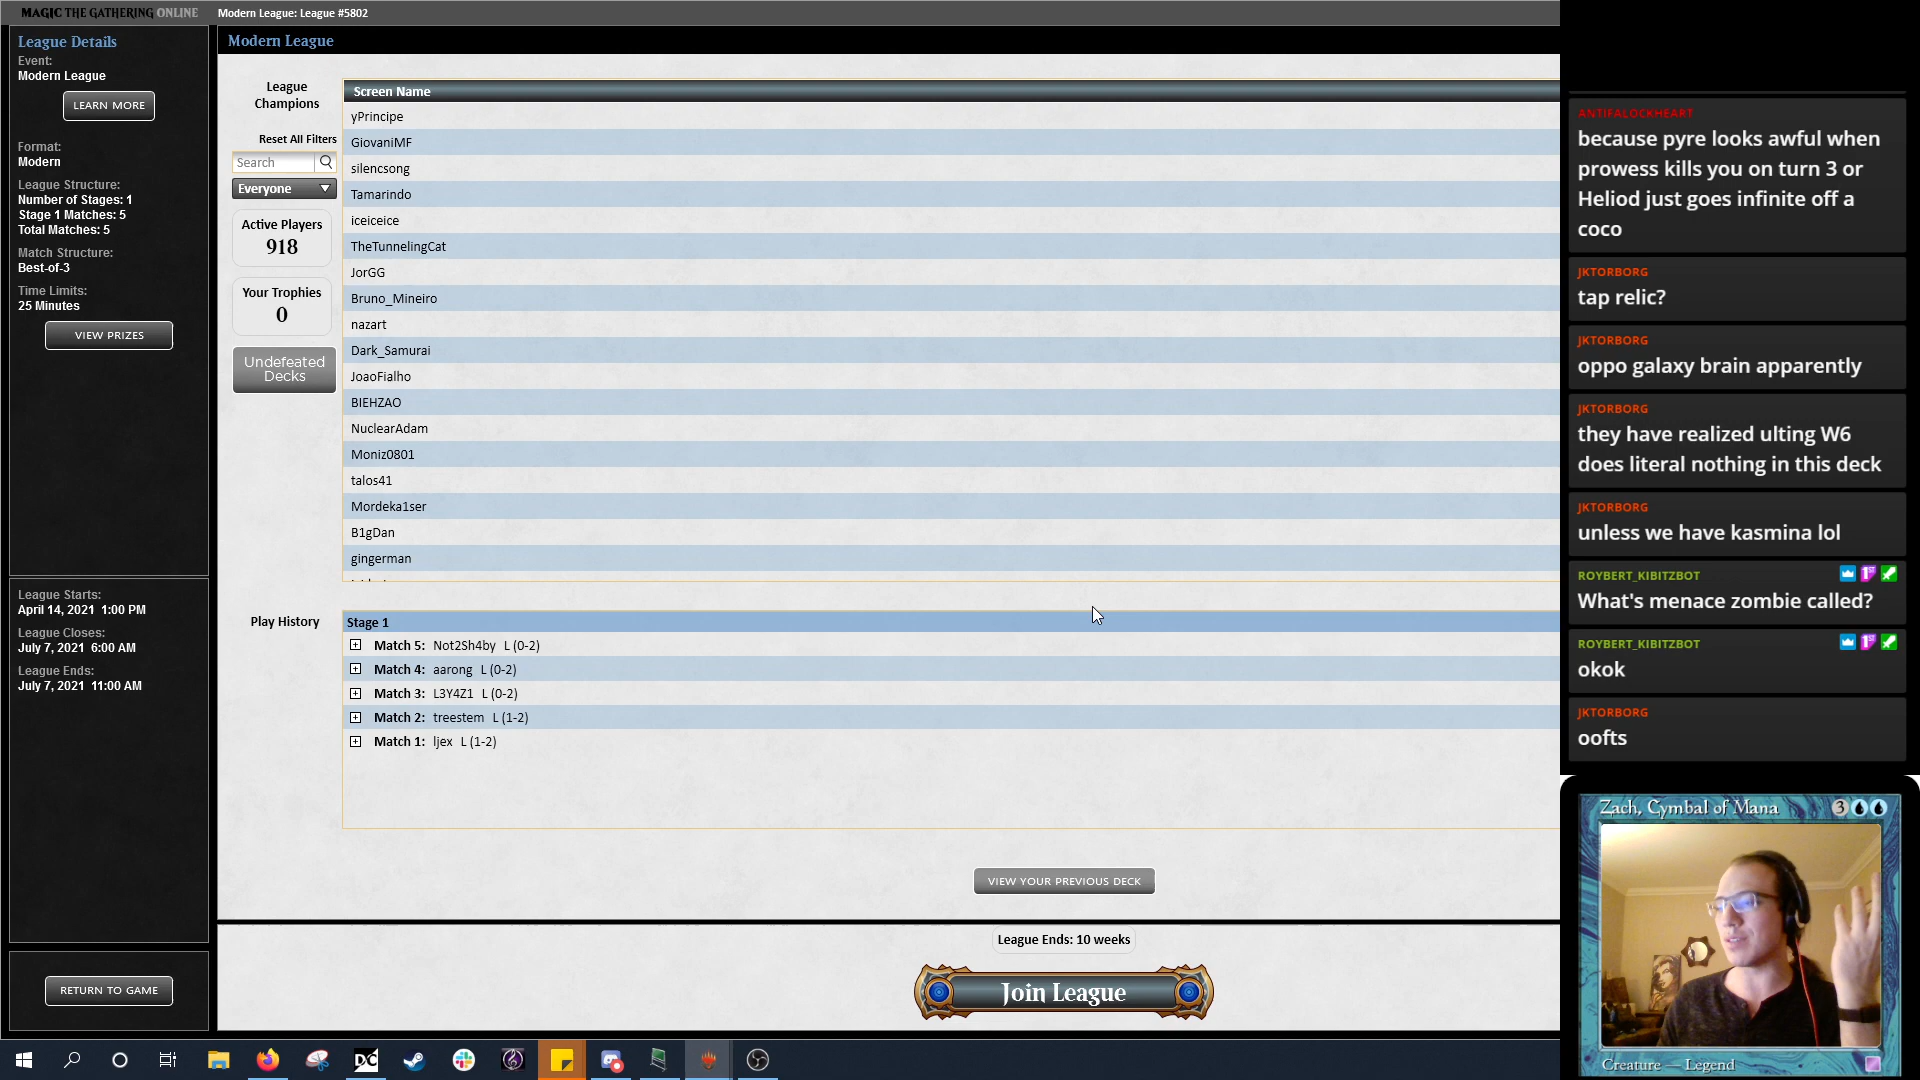 MAGIC THE GATHERING ONLINE
Modern League: League #5802
League Details
Event:
Modern League
LEARN MORE
Format:
Modern
League Structure:
Number of Stages: 1
Stage 1 Matches: 5
Total Matches: 5
Match Structure:
Best-of-3
Time Limits:
25 Minutes
VIEW PRIZES
League Starts:
April 14, 2021 1:00 PM
League Closes:
July 7, 2021 6:00 AM
League Ends:
July 7, 2021 11:00 AM
RETURN TO GAME
Modern League
League
Champions
Reset All Filters
Search
Everyone
Active Players
918
Your Trophies
0
Undefeated
Decks
Screen Name
yPrincipe
GiovaniMF
silencsong
Tamarindo
iceiceice
TheTunnelingCat
JorGG
Bruno_Mineiro
nazart
Dark_Samurai
JoaoFialho
BIEHZAO
NuclearAdam
Moniz0801
talos41
Mordeka1ser
B1gDan
gingerman
Play History
Stage 1
Match 5: Not2Sh4by L (0-2)
Match 4: aarong L (0-2)
Match 3: L3Y4Z1 L (0-2)
Match 2: treestem L (1-2)
Match 1: ljex L (1-2)
VIEW YOUR PREVIOUS DECK
League Ends: 10 weeks
Join League
DC
ANTIFALOCKHEART
because pyre looks awful when
prowess kills you on turn 3 or
Heliod just goes infinite off a
coco
JKTORBORG
tap relic?
JKTORBORG
oppo galaxy brain apparently
JKTORBORG
they have realized ulting W6
does literal nothing in this deck
JKTORBORG
unless we have kasmina lol
ROYBERT_KIBITZBOT
What's menace zombie called?
ROYBERT_KIBITZBOT
okok
JKTORBORG
oofts
Zach, Cymbal of Mana 3
Creature — Legend